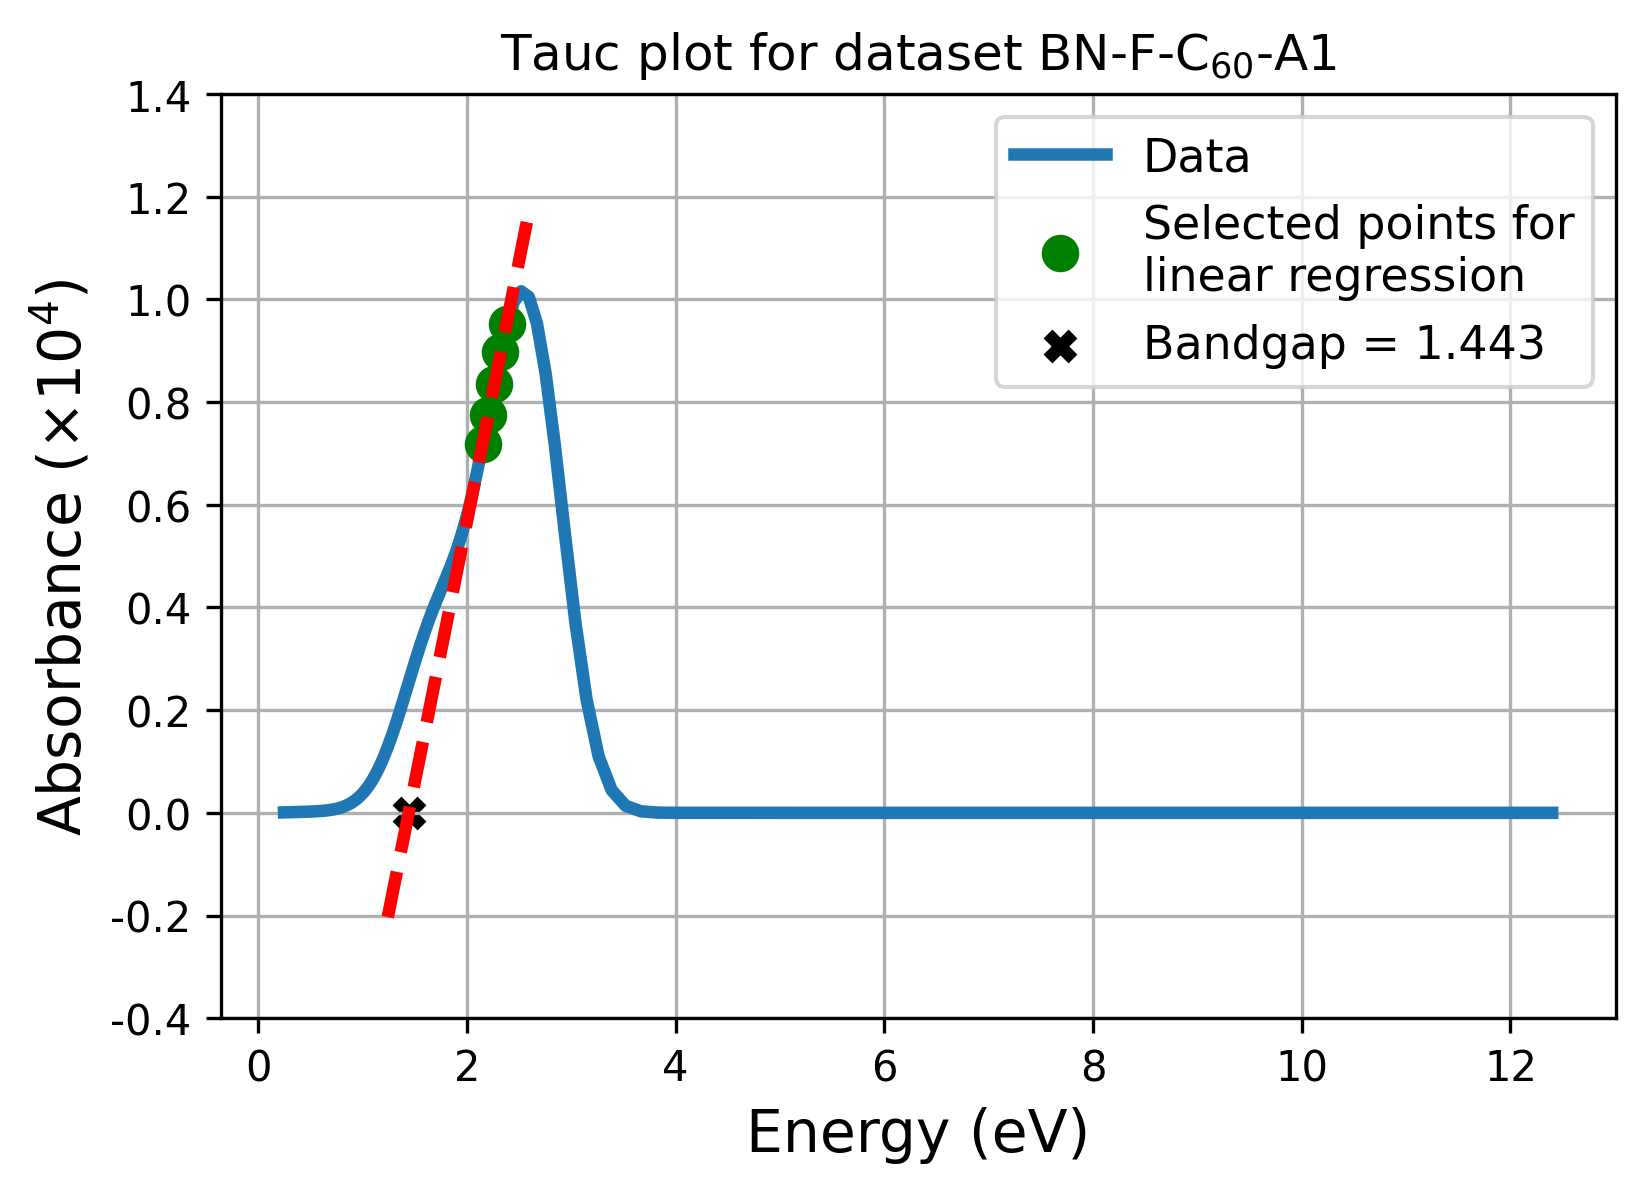 Tauc plot for dataset BN-F-C₆₀-A1
Absorbance (×10⁴)
1.4
1.2
1.0
0.8
0.6
0.4
0.2
0.0
-0.2
-0.4
Data
Selected points for
linear regression
Bandgap = 1.443
0 2 4 6 8 10 12
Energy (eV)